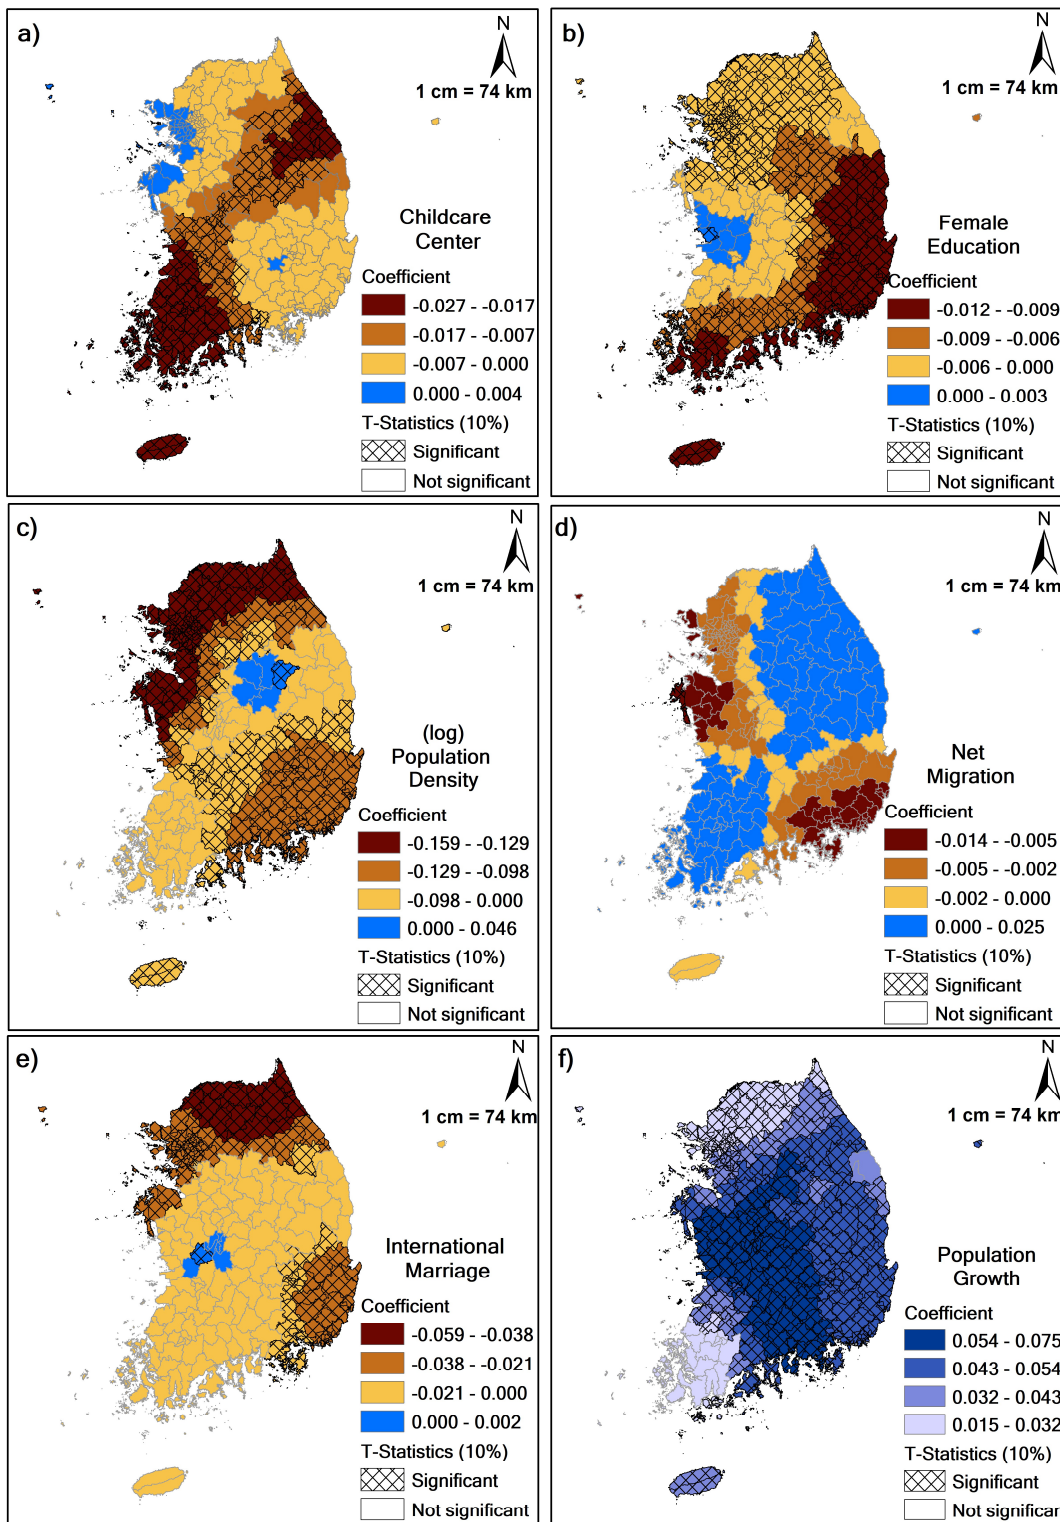 a)
N
1 cm = 74 km
Childcare
Center
Coefficient
-0.027 - -0.017
-0.017 - -0.007
-0.007 - 0.000
0.000 - 0.004
T-Statistics (10%)
Significant
Not significant
b)
N
1 cm = 74 km
Female
Education
Coefficient
-0.012 - -0.009
-0.009 - -0.006
-0.006 - 0.000
0.000 - 0.003
T-Statistics (10%)
Significant
Not significant
c)
N
1 cm = 74 km
(log)
Population
Density
Coefficient
-0.159 - -0.129
-0.129 - -0.098
-0.098 - 0.000
0.000 - 0.046
T-Statistics (10%)
Significant
Not significant
d)
N
1 cm = 74 km
Net
Migration
Coefficient
-0.014 - -0.005
-0.005 - -0.002
-0.002 - 0.000
0.000 - 0.025
T-Statistics (10%)
Significant
Not significant
e)
N
1 cm = 74 km
International
Marriage
Coefficient
-0.059 - -0.038
-0.038 - -0.021
-0.021 - 0.000
0.000 - 0.002
T-Statistics (10%)
Significant
Not significant
f)
N
1 cm = 74 km
Population
Growth
Coefficient
0.054 - 0.075
0.043 - 0.054
0.032 - 0.043
0.015 - 0.032
T-Statistics (10%)
Significant
Not significant